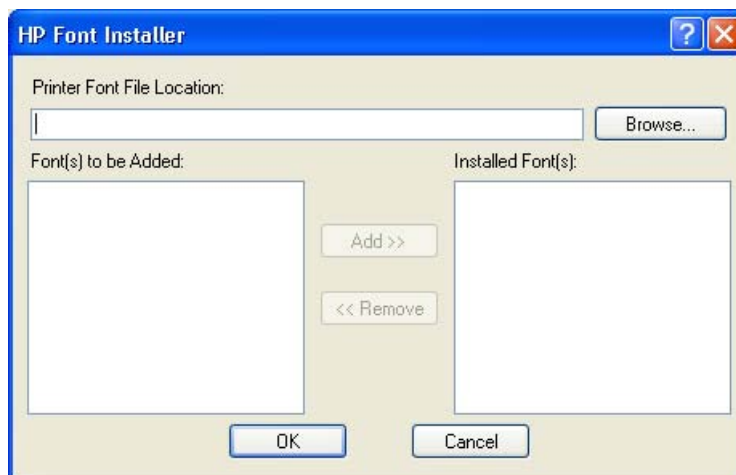 HP Font Installer
Printer Font File Location:
Browse...
Font(s) to be Added:
Installed Font(s):
Add >>
<< Remove
OK
Cancel